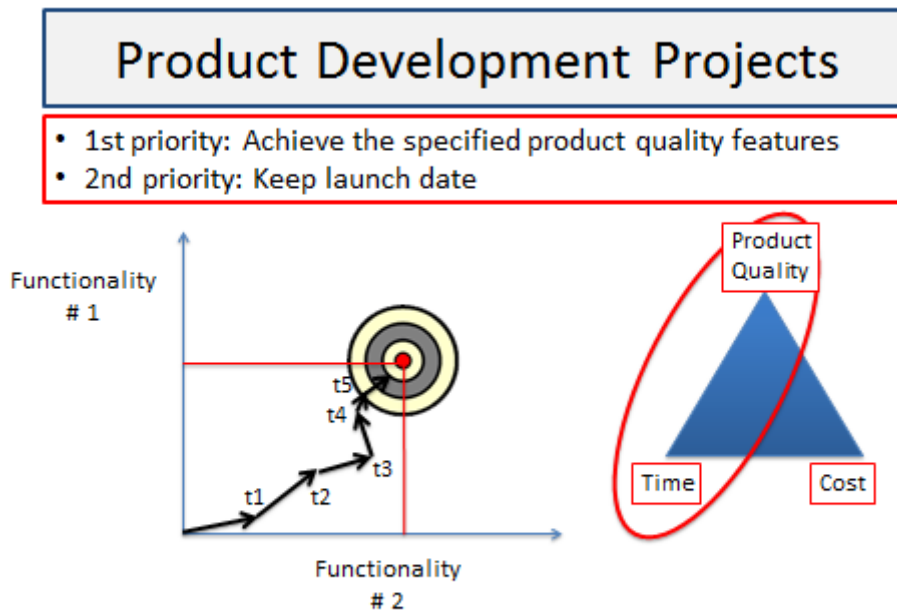 Product Development Projects
• 1st priority: Achieve the specified product quality features
• 2nd priority: Keep launch date
Functionality
# 1
t1
t2
t3
t4
t5
Functionality
# 2
Product
Quality
Time
Cost